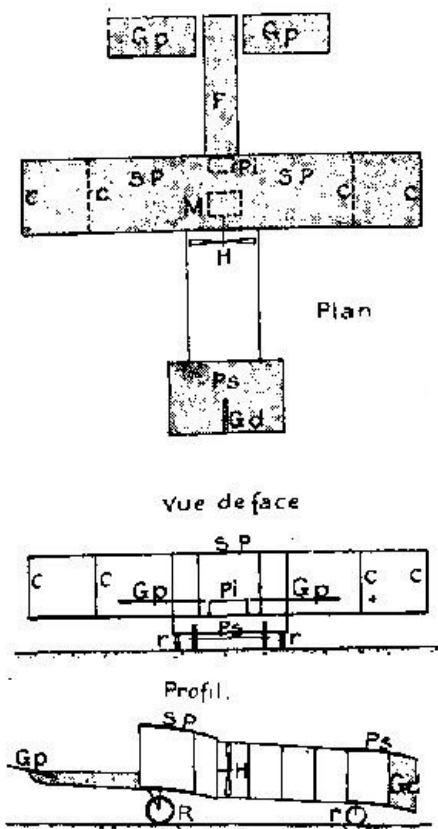 Gp Gp
F
Pi
C C SP SP C C
M
H
Plan
Ps
Gd
Vue de face
SP
C C Gp Pi Gp C C
r Ps r
Profil.
SP
Gp H Ps Gd
R r